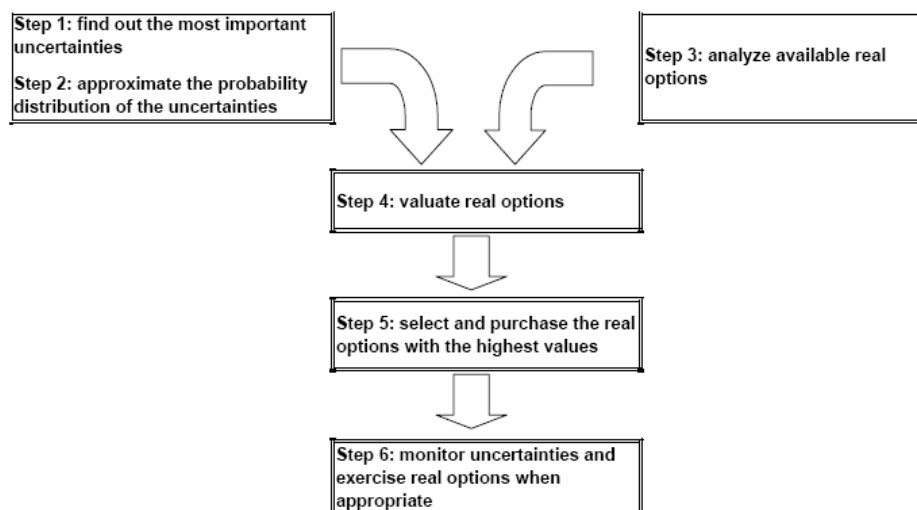 Step 1: find out the most important
uncertainties
Step 2: approximate the probability
distribution of the uncertainties
Step 3: analyze available real
options
Step 4: valuate real options
Step 5: select and purchase the real
options with the highest values
Step 6: monitor uncertainties and
exercise real options when
appropriate